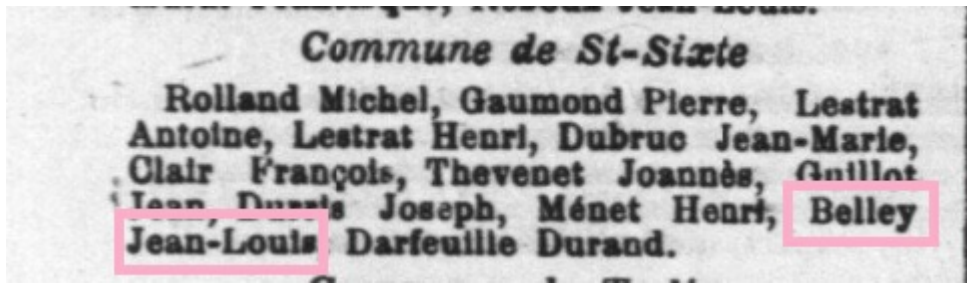 Commune de St-Sixte
Rolland Michel, Gaumond Pierre, Lestrat
Antoine, Lestrat Henri, Dubruc Jean-Marie,
Clair François, Thevenet Joannès, Guillot
Jean, Joseph, Ménet Henri, Belley
Jean-Louis Darfeuille Durand.